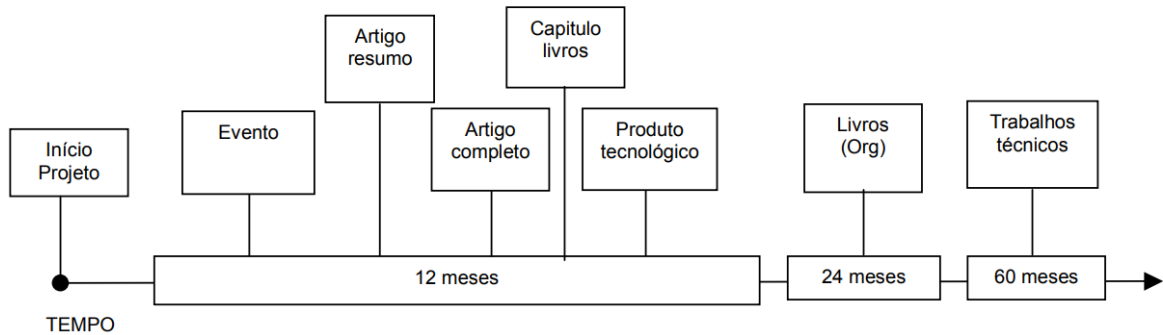 Início
Projeto
Evento
Artigo
resumo
Artigo
completo
Capitulo
livros
Produto
tecnológico
Livros
(Org)
Trabalhos
técnicos
12 meses
24 meses
60 meses
TEMPO